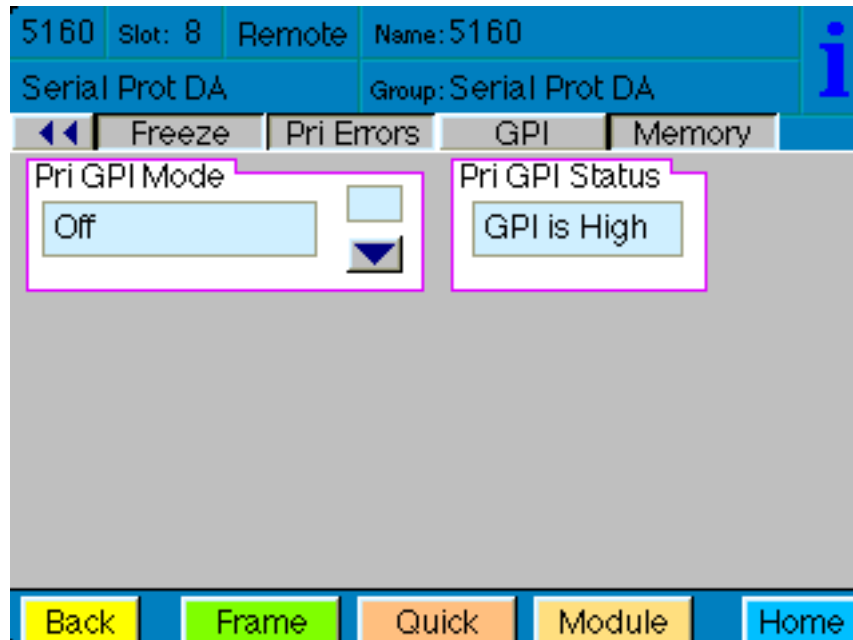 5160 Slot: 8 Remote Name: 5160
Serial Prot DA Group: Serial Prot DA
Freeze Pri Errors GPI Memory
Pri GPI Mode Pri GPI Status
Off GPI is High
Back Frame Quick Module Home